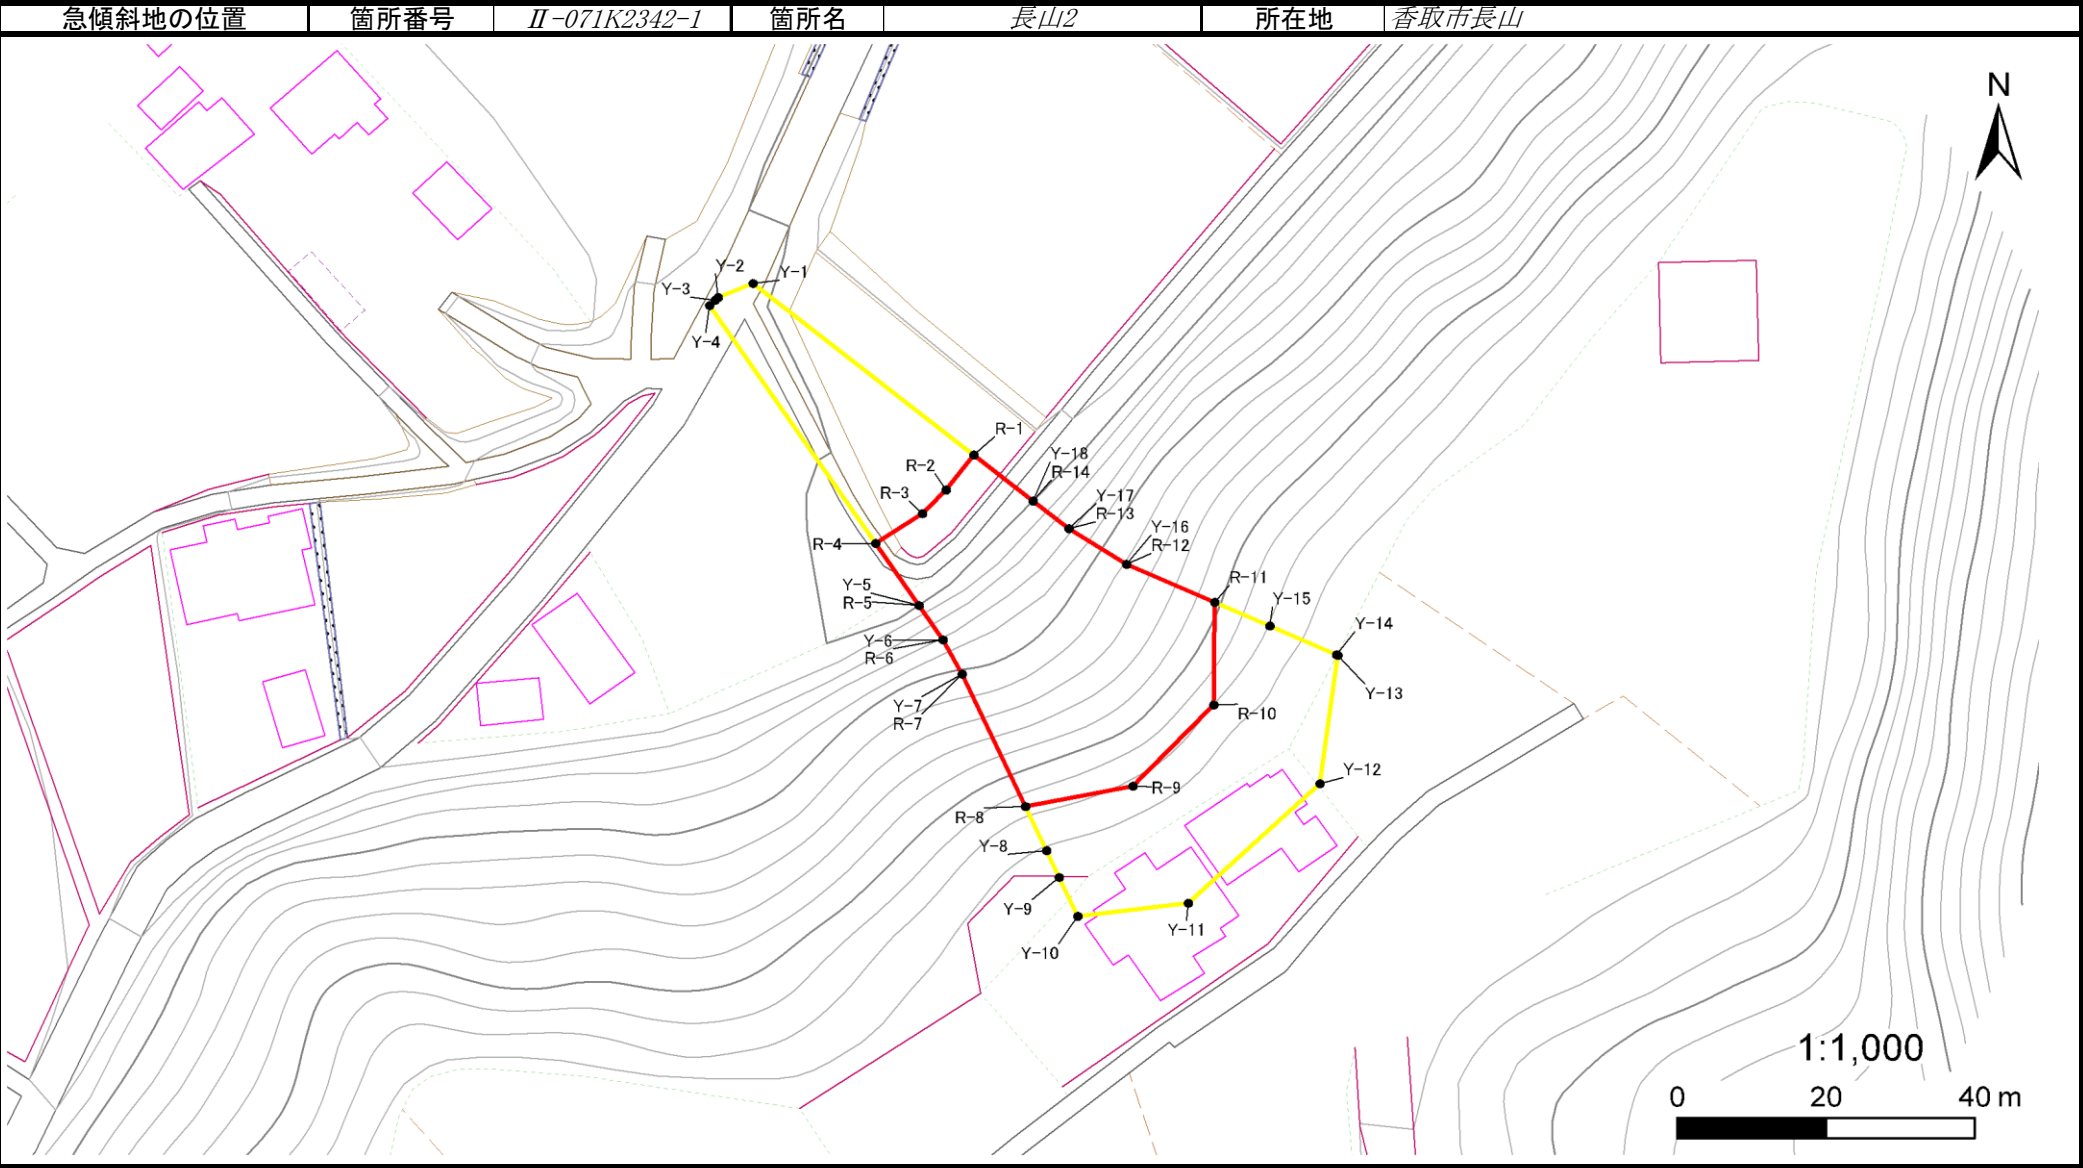 急傾斜地の位置 箇所番号 Ⅱ-071K2342-1 箇所名 長山2 所在地 香取市長山
N
Y-2 Y-1
Y-3
Y-4
R-1
Y-18
R-2 R-14
R-3 Y-17
R-13
Y-16
R-4 R-12
R-11
Y-5 Y-15
R-5
Y-14
Y-6
R-6
Y-13
Y-7 R-10
R-7
Y-12
R-9
R-8
Y-8
Y-9
Y-11
Y-10
1:1,000
0 20 40 m